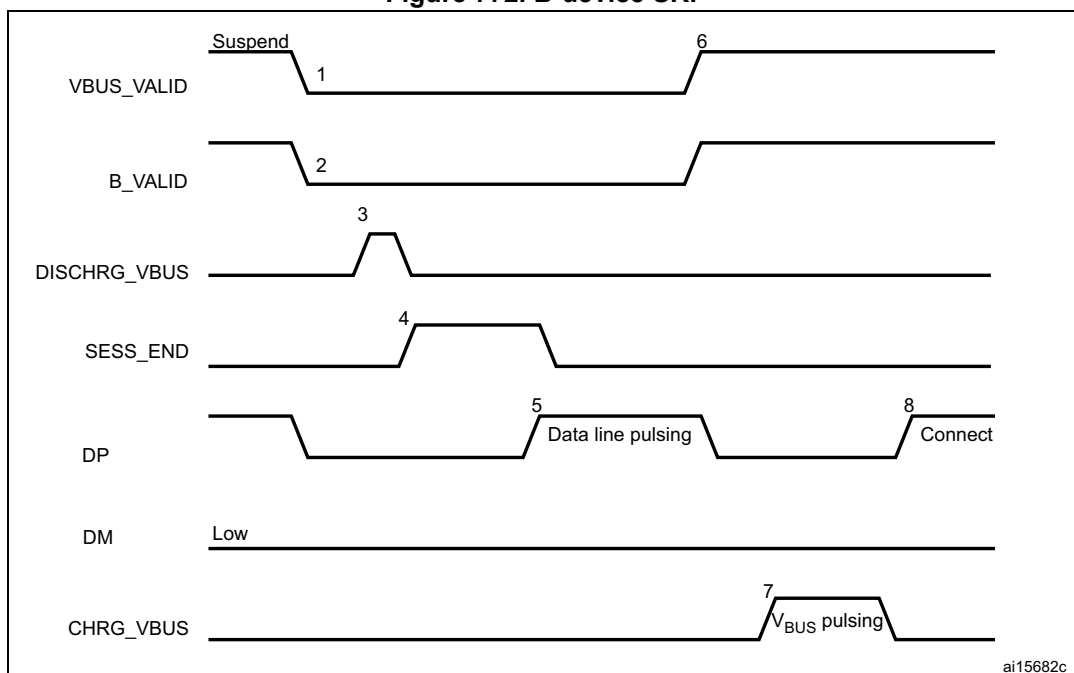 Suspend
6
VBUS_VALID
1
B_VALID
2
3
DISCHRG_VBUS
4
SESS_END
5
8
Data line pulsing
Connect
DP
DM
Low
7
CHRG_VBUS
VBUS pulsing
ai15682c